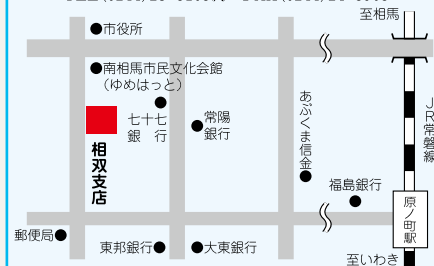 至相馬
市役所
南相馬市民文化会館
（ゆめはっと）
七十七
銀　行
常陽
銀行
あぶくま信金
ＪＲ常磐線
相双支店
福島銀行
原ノ町駅
郵便局
東邦銀行
大東銀行
至いわき